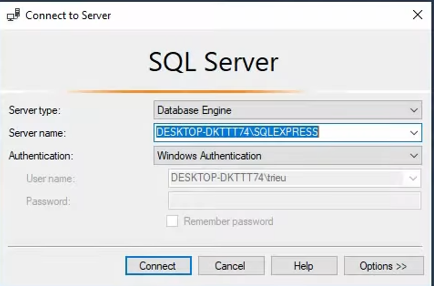 Connect to Server
SQL Server
Server type: Database Engine
Server name: DESKTOP-DKTTT74\SQLEXPRESS
Authentication: Windows Authentication
User name: DESKTOP-DKTTT74\trieu
Password:
Remember password
Connect Cancel Help Options >>